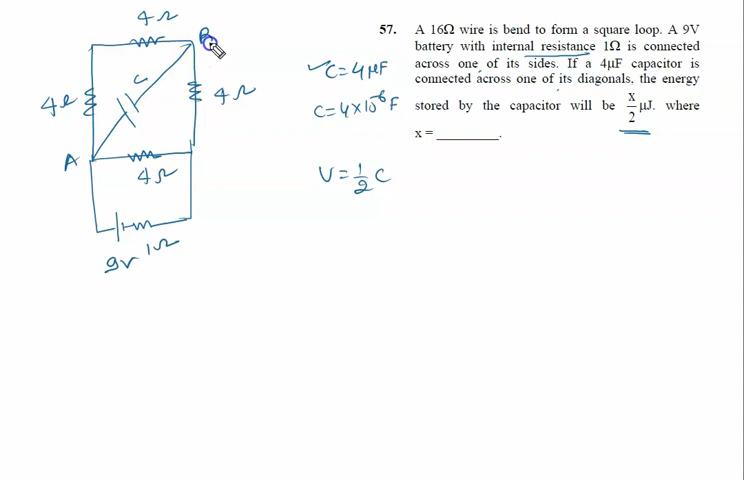 4Ω
B
C
4Ω
4Ω
A
4Ω
9V
1Ω
C=4μF
C=4×10⁻⁶F
U=1/2 C
57. A 16Ω wire is bend to form a square loop. A 9V
battery with internal resistance 1Ω is connected
across one of its sides. If a 4μF capacitor is
connected across one of its diagonals, the energy
stored by the capacitor will be x/2 μJ. where
x = ________.